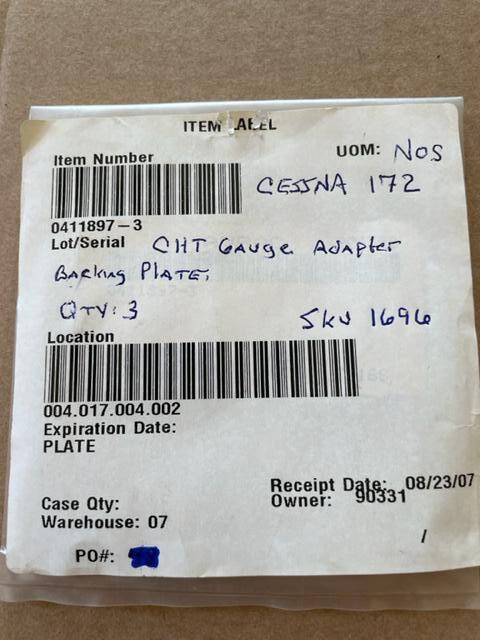 ITEM LABEL
Item Number UOM: NOS
CESSNA 172
0411897-3
Lot/Serial CHT Gauge Adapter
Backing Plate,
QTY: 3 SKU 1696
Location
004.017.004.002
Expiration Date:
PLATE
Receipt Date: 08/23/07
Case Qty: Owner: 90331
Warehouse: 07
/
PO#: